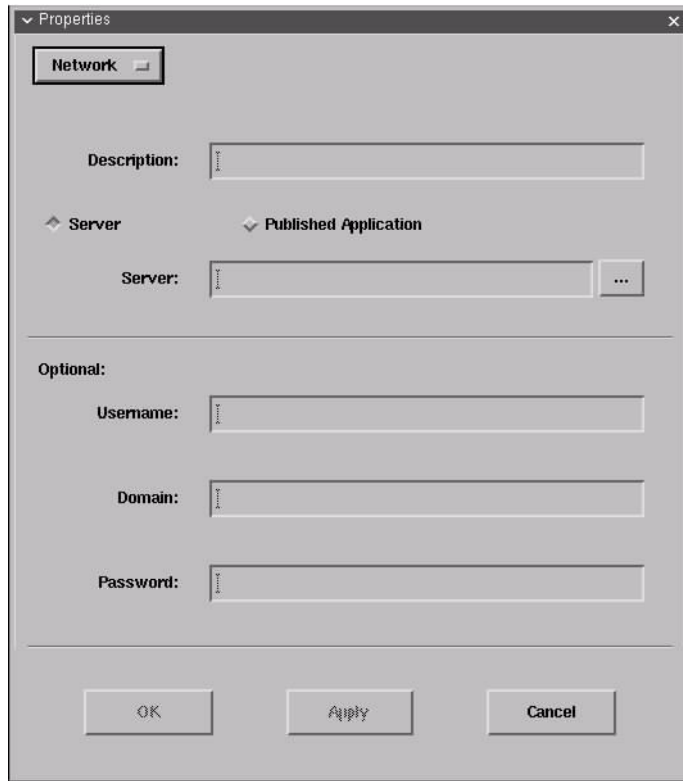 Properties
Network
Description:
Server Published Application
Server: ...
Optional:
Username:
Domain:
Password:
OK Apply Cancel